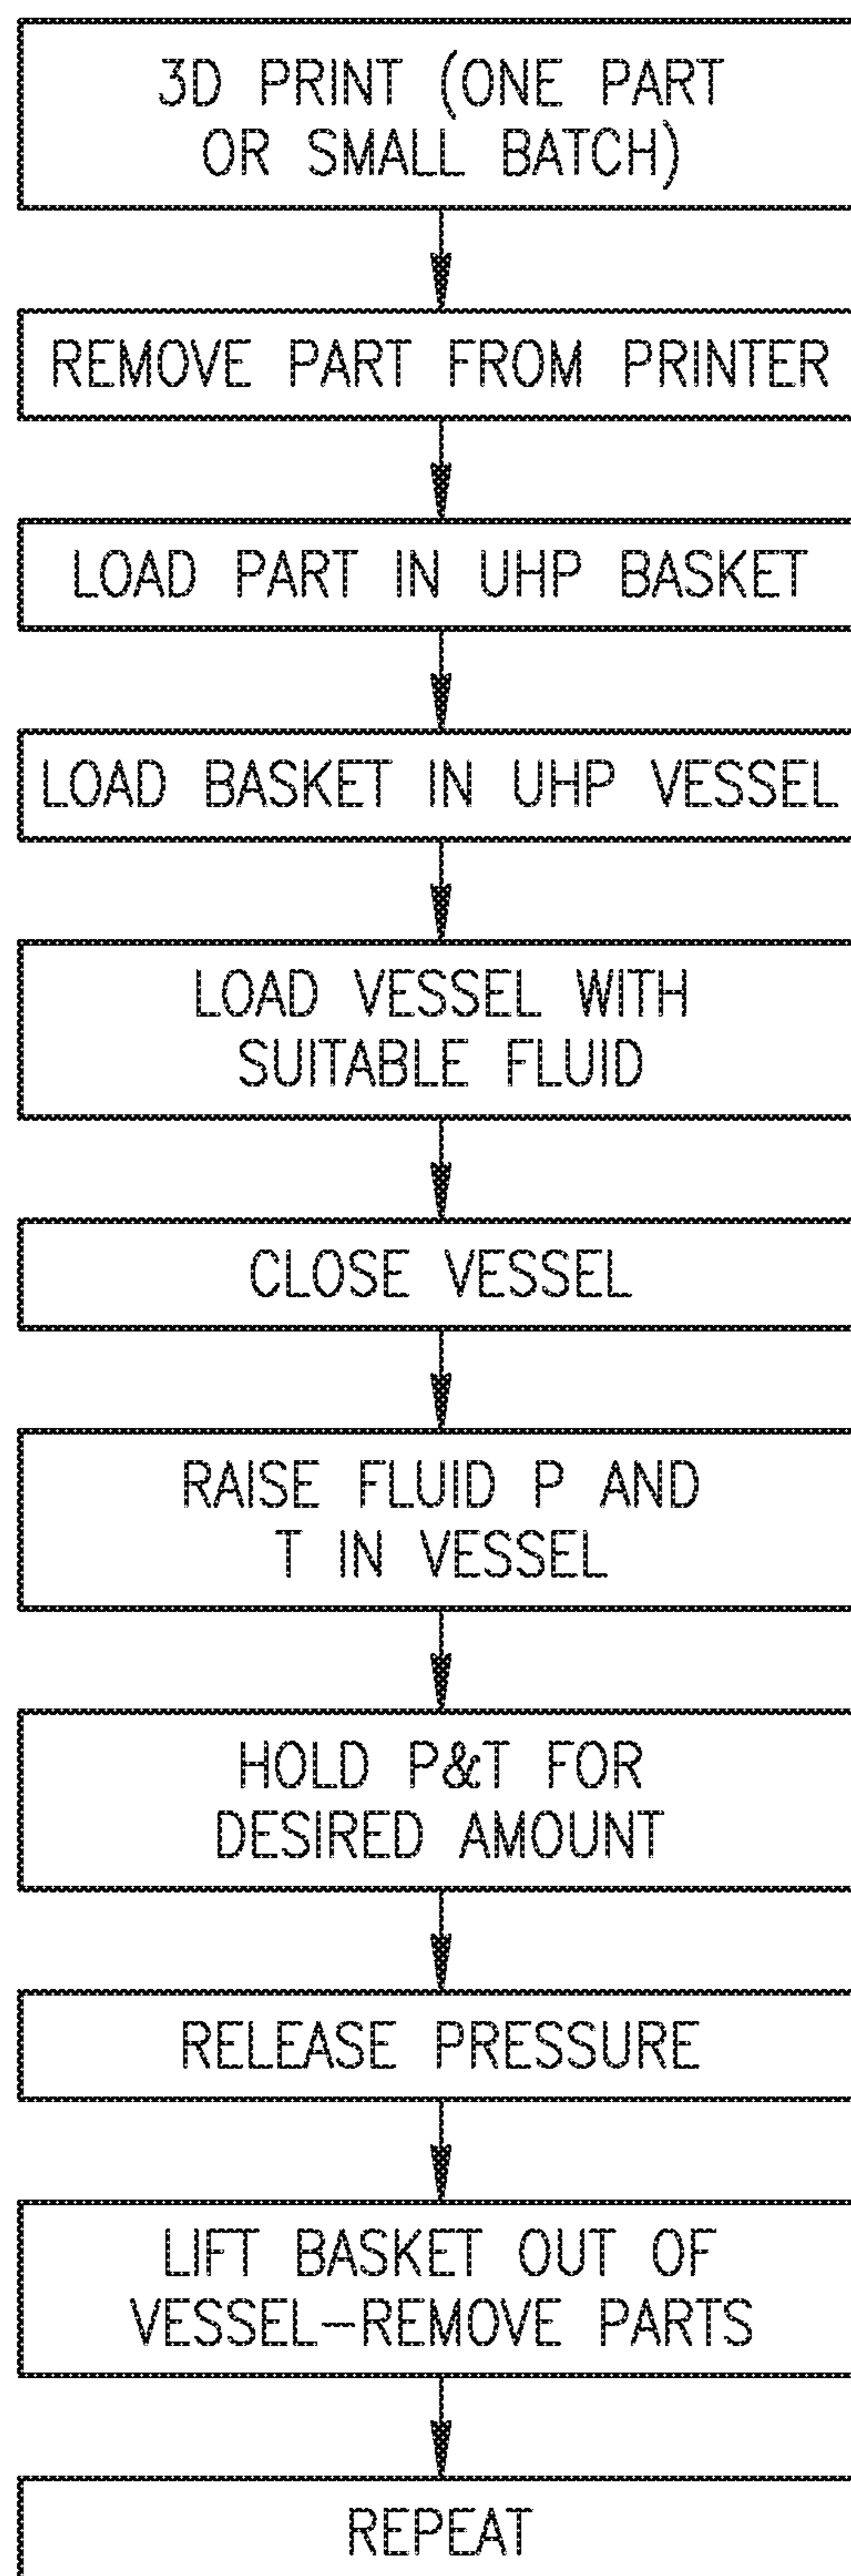 3D PRINT (ONE PART
OR SMALL BATCH)
REMOVE PART FROM PRINTER
LOAD PART IN UHP BASKET
LOAD BASKET IN UHP VESSEL
LOAD VESSEL WITH
SUITABLE FLUID
CLOSE VESSEL
RAISE FLUID P AND
T IN VESSEL
HOLD P&T FOR
DESIRED AMOUNT
RELEASE PRESSURE
LIFT BASKET OUT OF
VESSEL-REMOVE PARTS
REPEAT